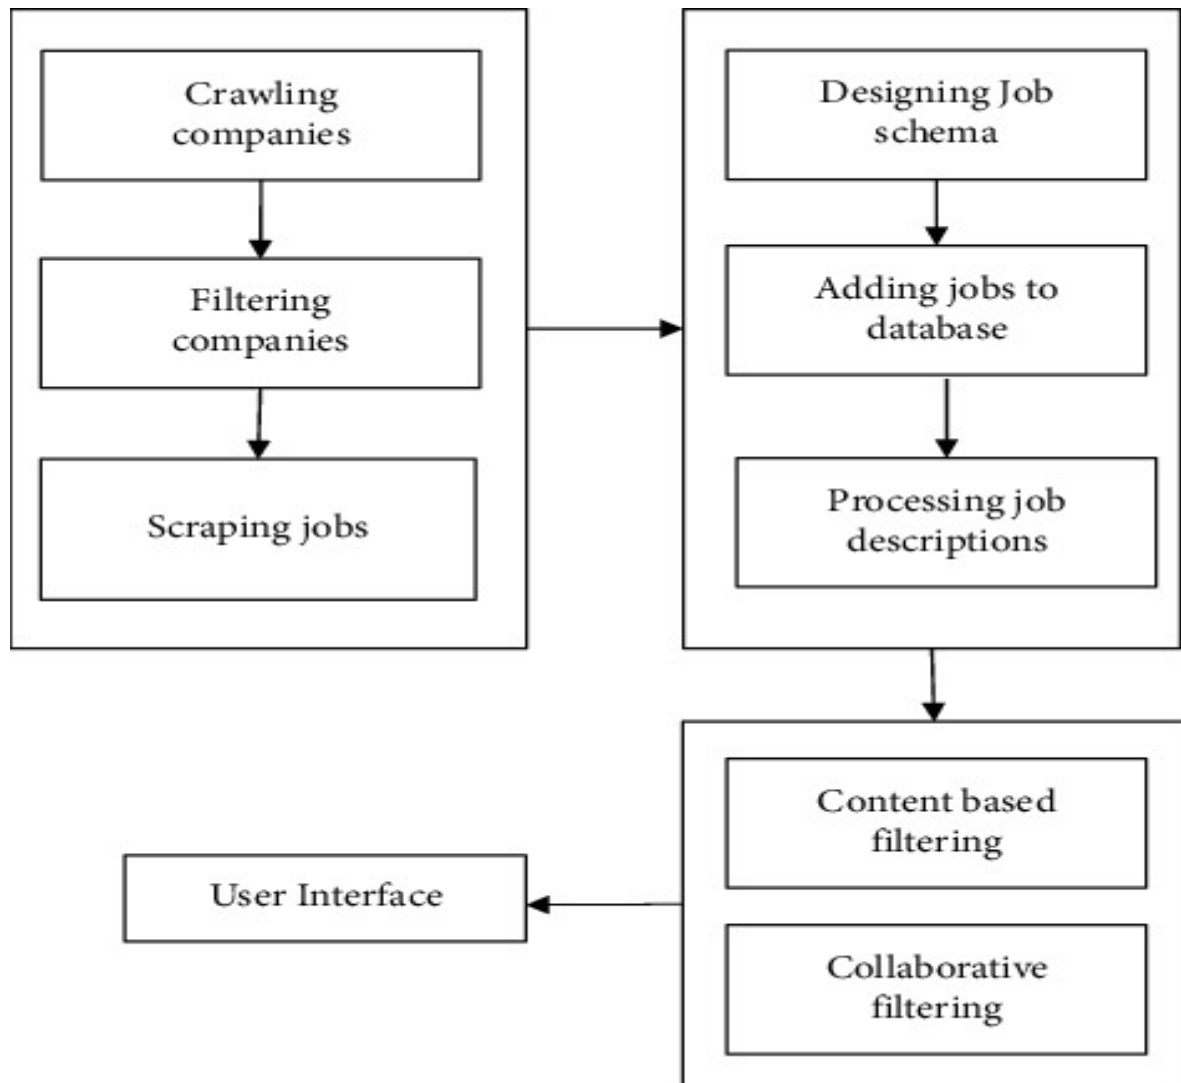 Crawling
companies
Filtering
companies
Scraping jobs
Designing Job
schema
Adding jobs to
database
Processing job
descriptions
Content based
filtering
Collaborative
filtering
User Interface